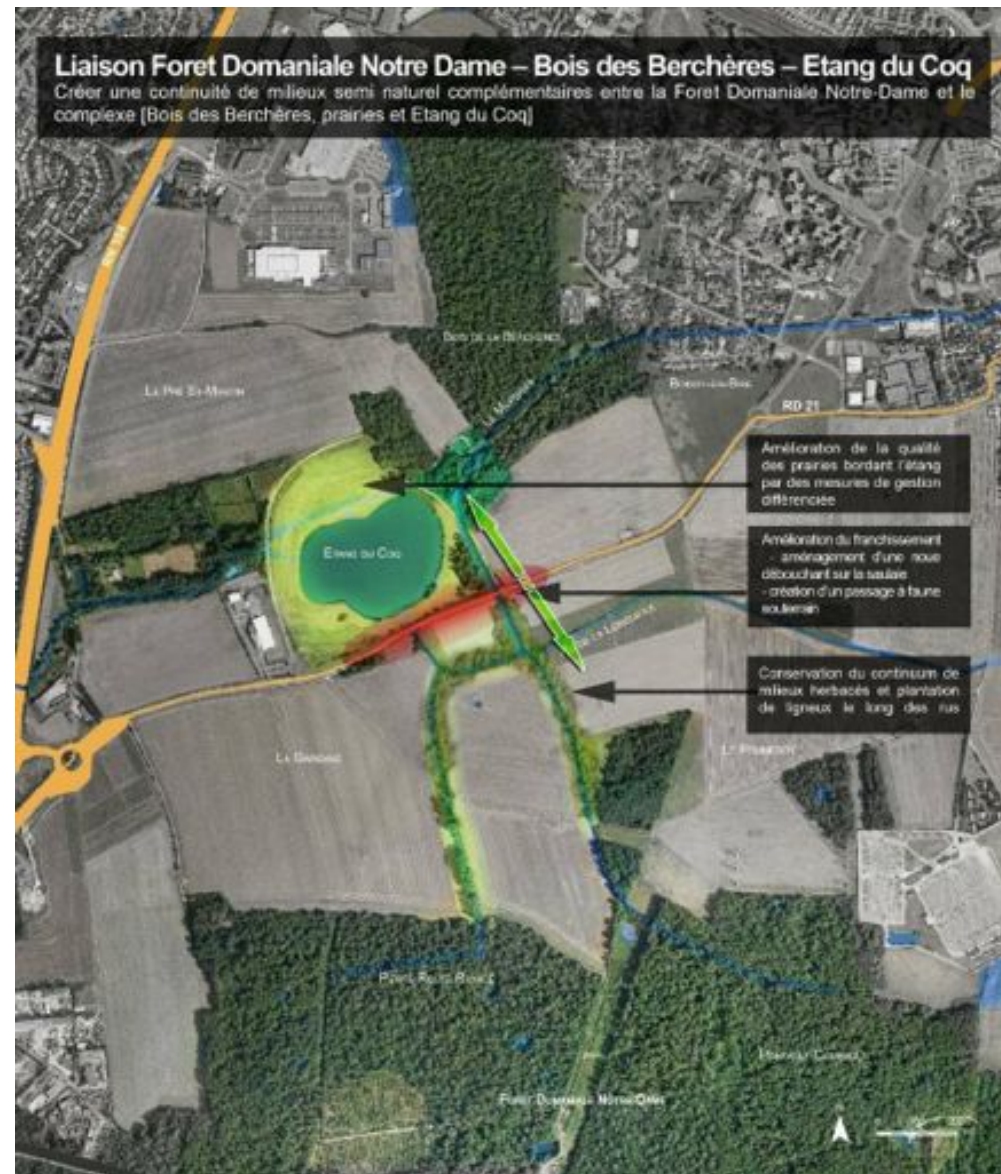 Liaison Foret Domaniale Notre Dame – Bois des Berchères – Etang du Coq
Créer une continuité de milieux semi naturel complémentaires entre la Foret Domaniale Notre-Dame et le
complexe [Bois des Berchères, prairies et Etang du Coq]
LE PRÉ ST-MARTIN
RD 21
Amélioration de la qualité
des prairies bordant l'étang
par des mesures de gestion
différenciée
ETANG DU COQ
Amélioration du franchissement
- aménagement d'une noue
débouchant sur la saulaie
- création d'un passage à faune
souterrain
Conservation du continuum de
milieux herbacés et plantation
de ligneux le long des rus
LA
FORET DOMANIALE NOTRE-DAME